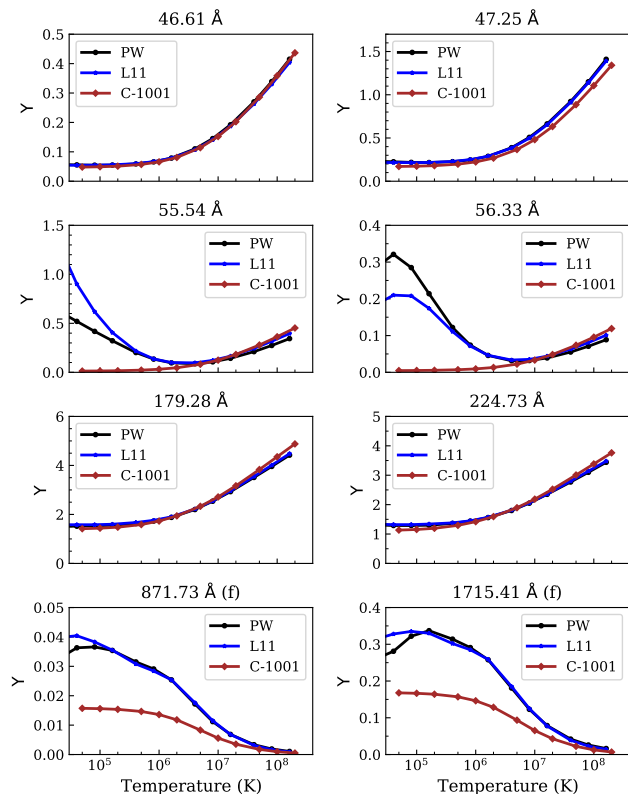 46.61 Å
0.5
0.4
0.3
0.2
0.1
0.0
Y
PW
L11
C-1001
47.25 Å
1.5
1.0
0.5
0.0
Y
PW
L11
C-1001
55.54 Å
1.5
1.0
0.5
0.0
Y
PW
L11
C-1001
56.33 Å
0.4
0.3
0.2
0.1
0.0
Y
PW
L11
C-1001
179.28 Å
6
4
2
0
Y
PW
L11
C-1001
224.73 Å
5
4
3
2
1
0
Y
PW
L11
C-1001
871.73 Å (f)
0.05
0.04
0.03
0.02
0.01
0.00
Y
PW
L11
C-1001
10⁵ 10⁶ 10⁷ 10⁸
Temperature (K)
1715.41 Å (f)
0.4
0.3
0.2
0.1
0.0
Y
PW
L11
C-1001
10⁵ 10⁶ 10⁷ 10⁸
Temperature (K)